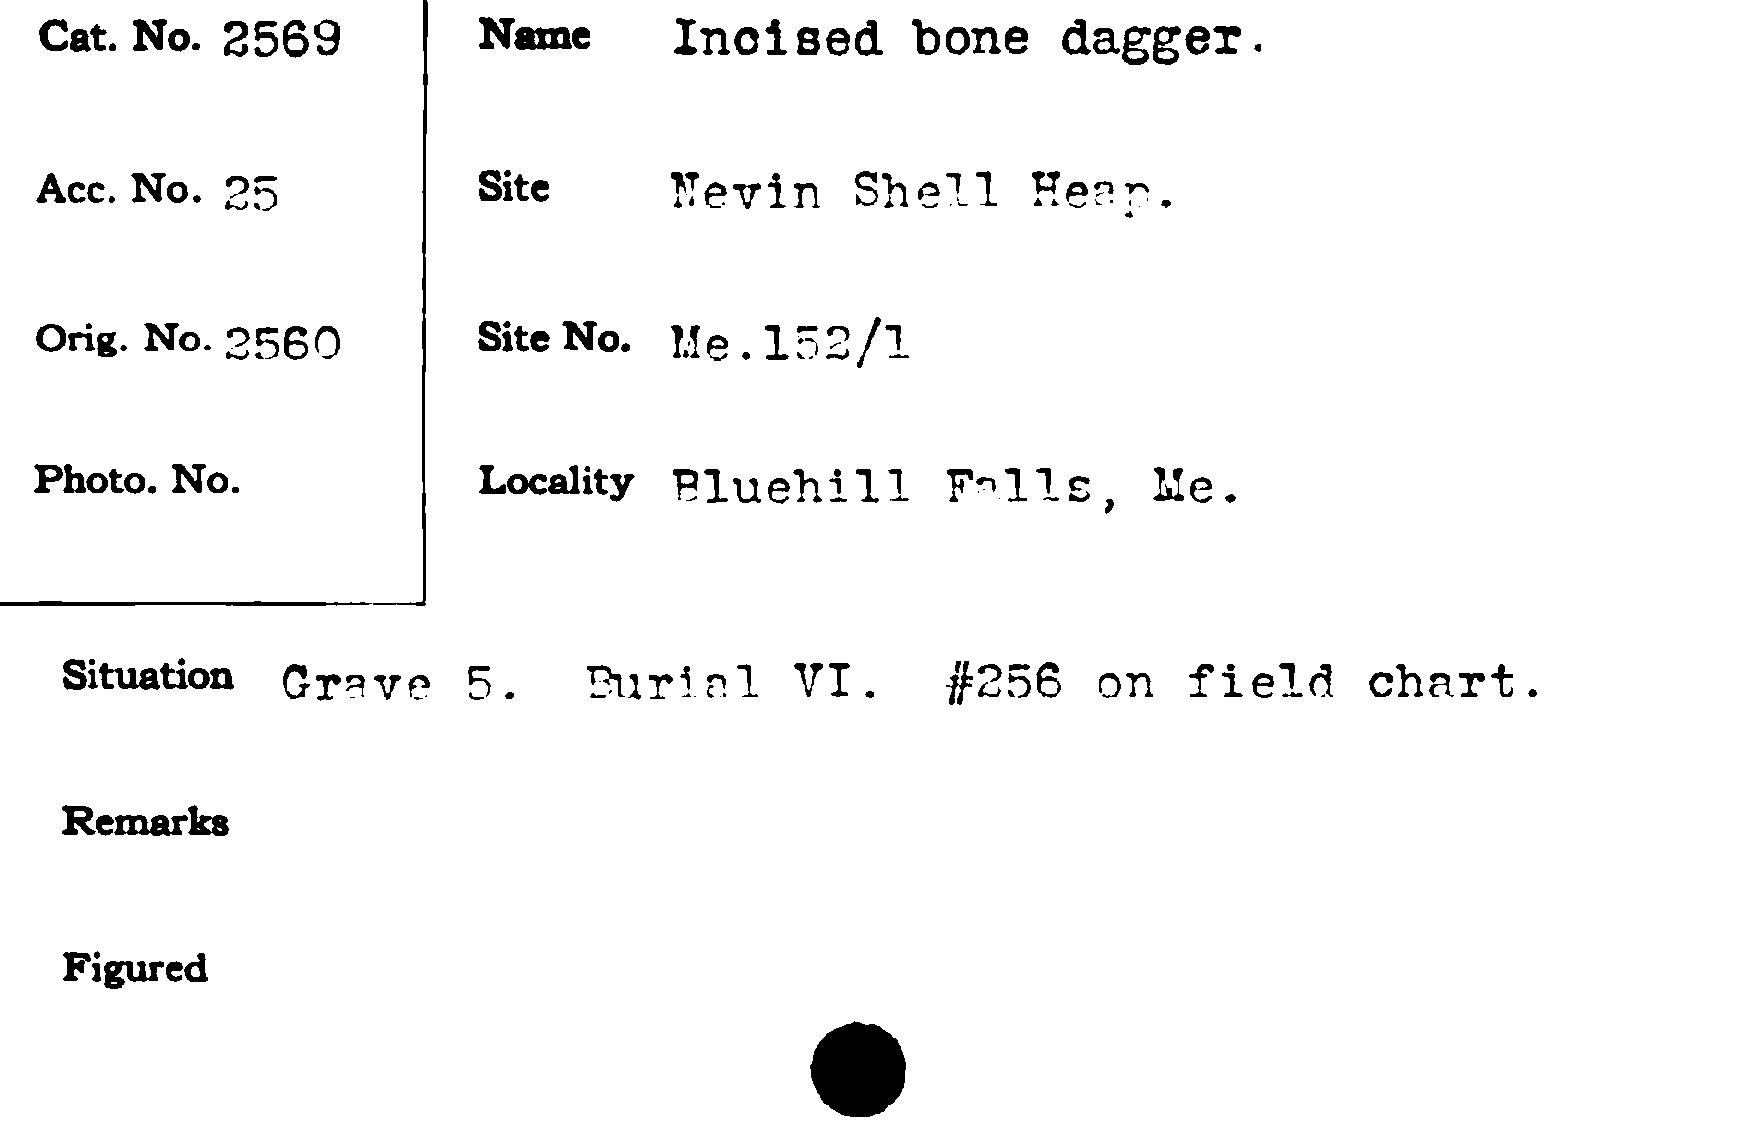 Cat. No. 2569
Name Incised bone dagger.
Acc. No. 25
Site Nevin Shell Heap.
Orig. No. 2560
Site No. Me.152/1
Photo. No.
Locality Bluehill Falls, Me.
Situation Grave 5. Burial VI. #256 on field chart.
Remarks
Figured